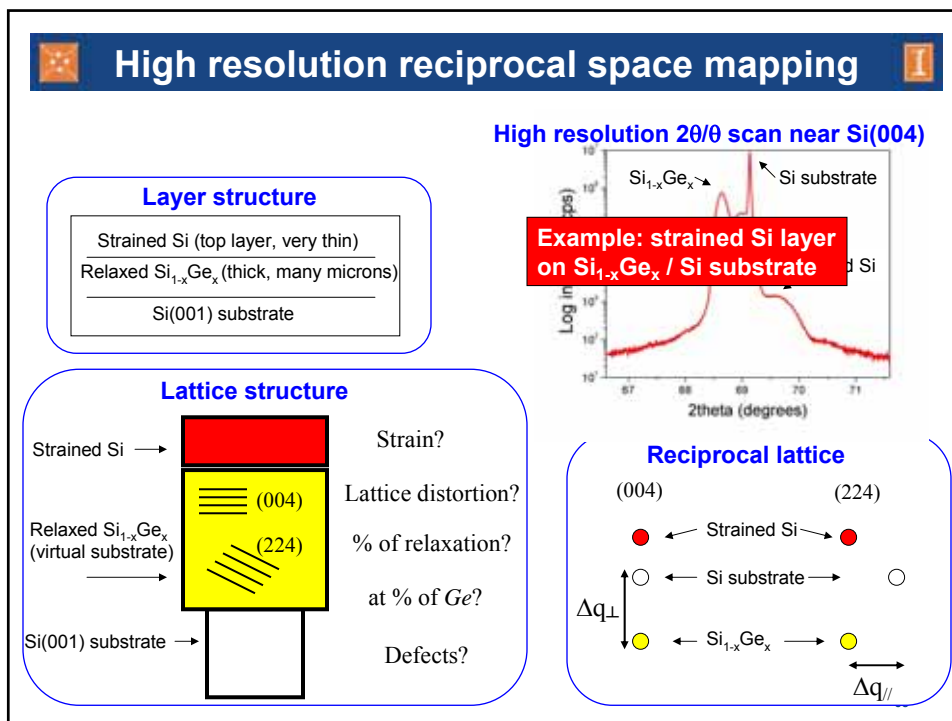 High resolution reciprocal space mapping
High resolution 2θ/θ scan near Si(004)
Si₁₋ₓGeₓ
Si substrate
Example: strained Si layer
on Si₁₋ₓGeₓ / Si substrate
d Si
Log in
cps)
67
68
69
70
71
2theta (degrees)
Layer structure
Strained Si (top layer, very thin)
Relaxed Si₁₋ₓGeₓ (thick, many microns)
Si(001) substrate
Lattice structure
Strained Si
Strain?
(004)
Lattice distortion?
Relaxed Si₁₋ₓGeₓ
(virtual substrate)
(224)
% of relaxation?
at % of Ge?
Si(001) substrate
Defects?
Reciprocal lattice
(004)
(224)
Strained Si
Si substrate
Δq⊥
Si₁₋ₓGeₓ
Δq//